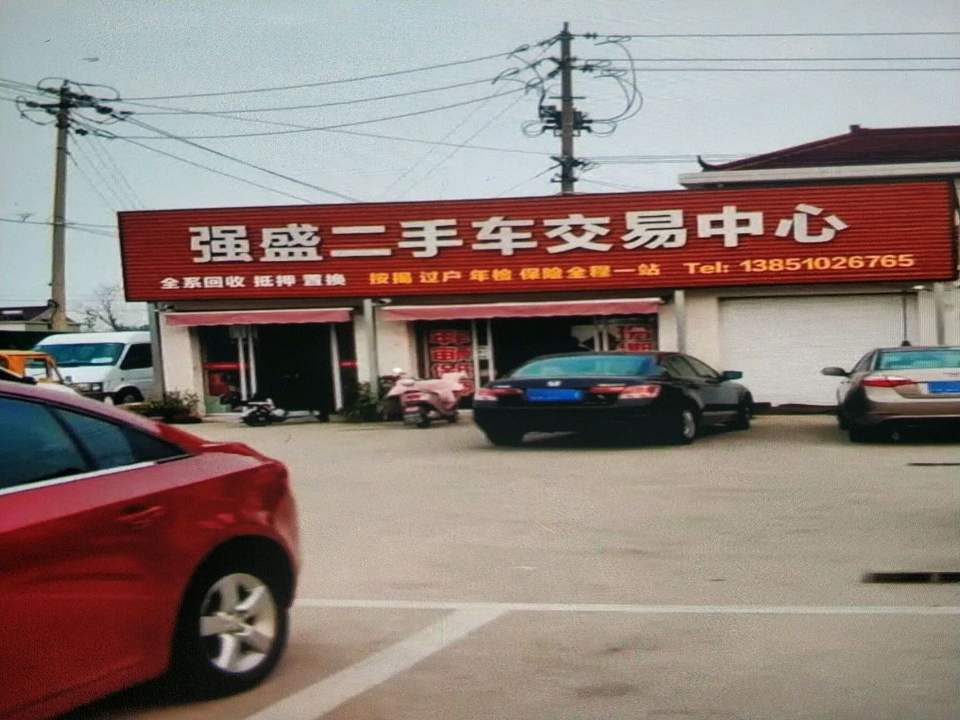 强盛二手车交易中心
全系回收 抵押 置换 按揭 过户 年检 保险全程一站 Tel: 13851026765